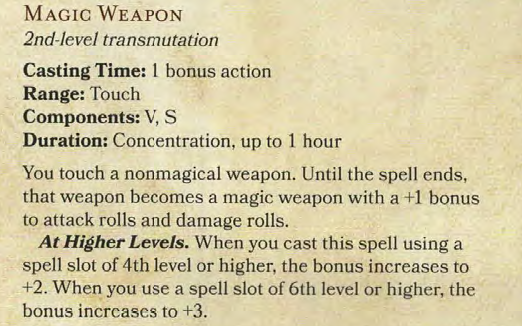 MAGIC WEAPON
2nd-level transmutation
Casting Time: 1 bonus action
Range: Touch
Components: V, S
Duration: Concentration, up to 1 hour
You touch a nonmagical weapon. Until the spell ends,
that weapon becomes a magic weapon with a +1 bonus
to attack rolls and damage rolls.
At Higher Levels. When you cast this spell using a
spell slot of 4th level or higher, the bonus increases to
+2. When you use a spell slot of 6th level or higher, the
bonus increases to +3.